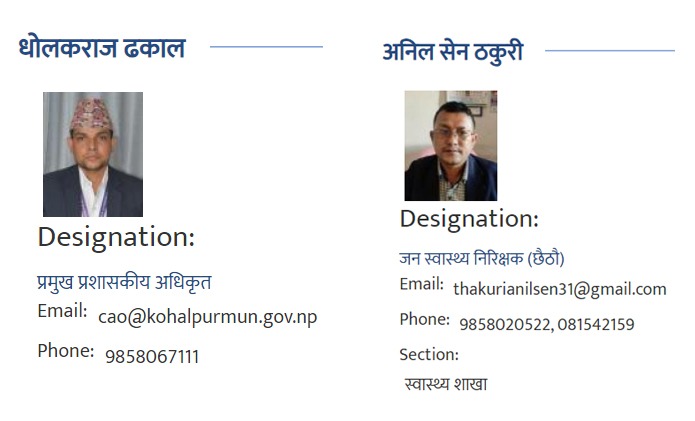 धोलकराज ढकाल
Designation:
प्रमुख प्रशासकीय अधिकृत
Email: cao@kohalpurmun.gov.np
Phone: 9858067111
अनिल सेन ठकुरी
Designation:
जन स्वास्थ्य निरिक्षक (छैठौ)
Email: thakurianilsen31@gmail.com
Phone: 9858020522, 081542159
Section:
स्वास्थ्य शाखा